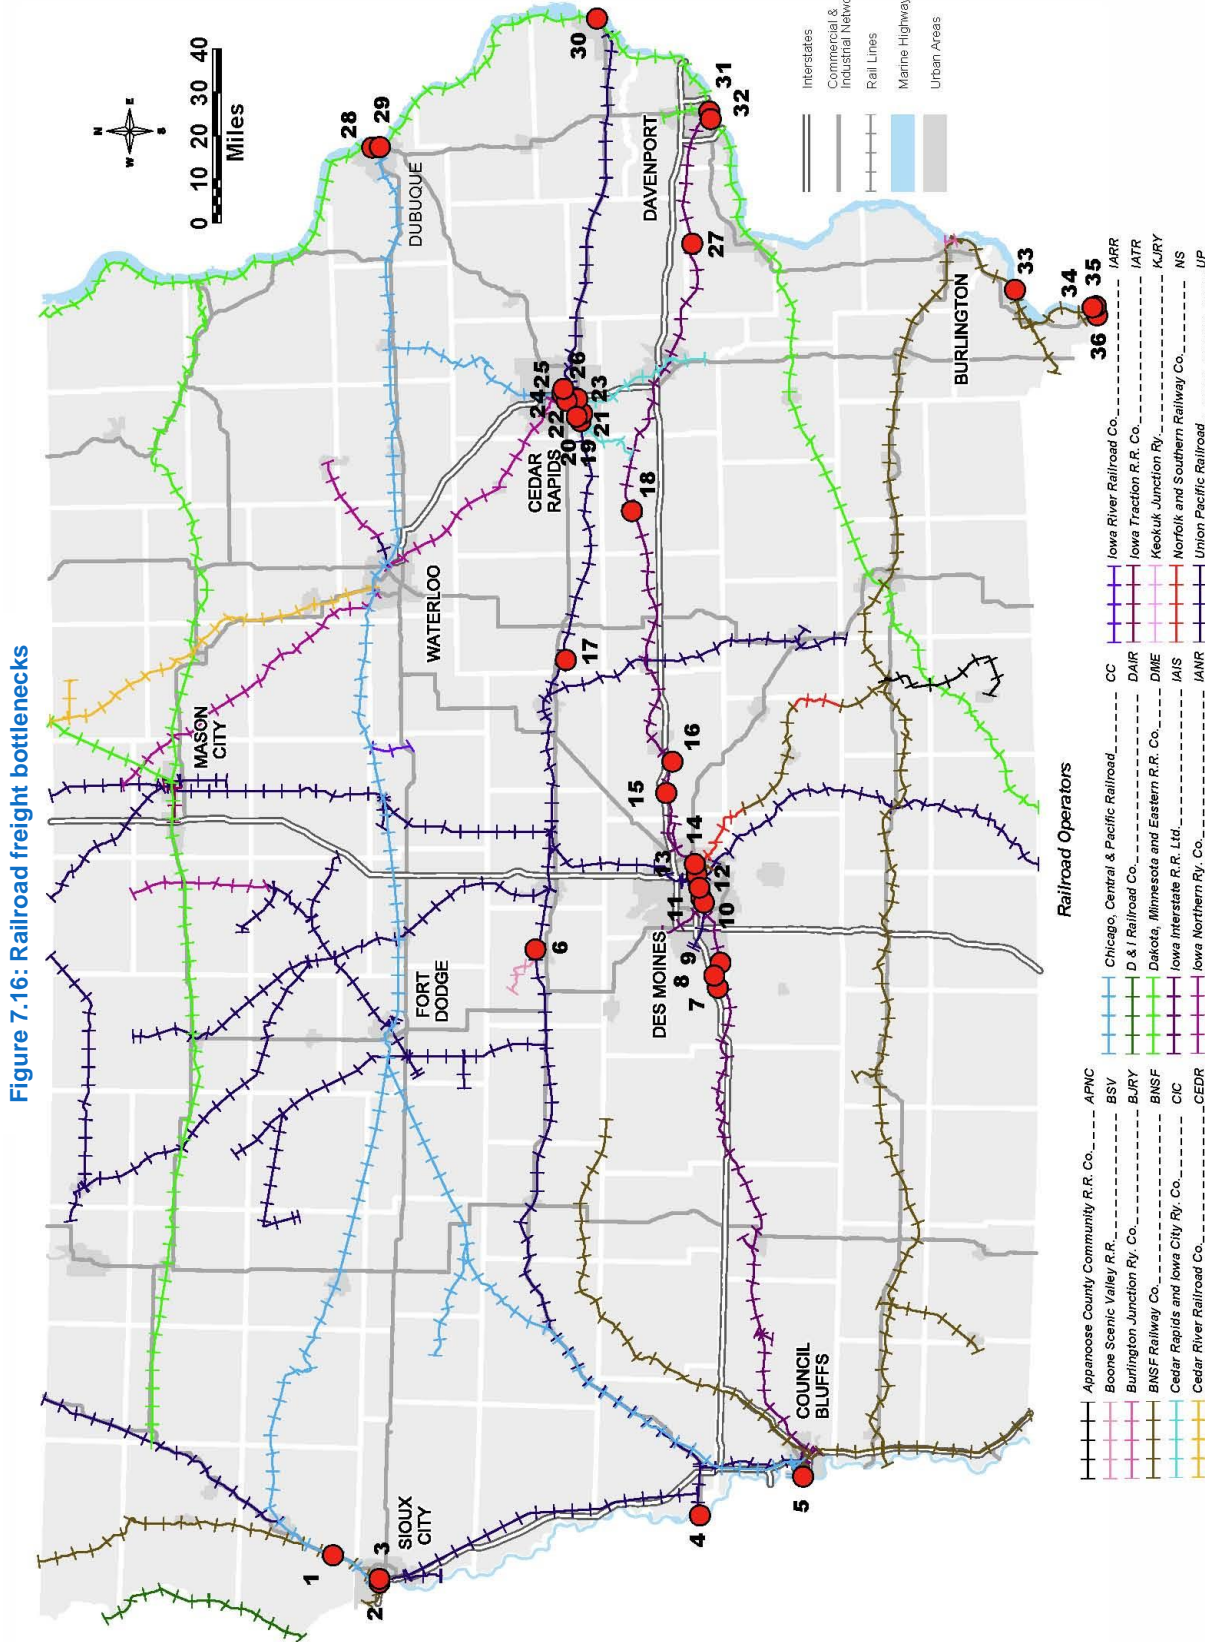 Figure 7.16: Railroad freight bottlenecks
N
W
E
S
0 10 20 30 40
Miles
28
29
30
31
32
DUBUQUE
DAVENPORT
27
Interstates
Commercial &
Industrial Netwo
Rail Lines
Marine Highway
Urban Areas
MASON
CITY
WATERLOO
CEDAR
RAPIDS
24
25
26
22
23
20
21
19
18
17
16
15
14
13
12
11
10
9
8
7
6
DES MOINES
FORT
DODGE
BURLINGTON
33
34
35
36
SIOUX
CITY
1
2
3
4
5
COUNCIL
BLUFFS
Railroad Operators
Appanoose County Community R.R. Co. APNC
Boone Scenic Valley R.R. BSV
Burlington Junction Ry. Co. BJRY
BNSF Railway Co. BNSF
Cedar Rapids and Iowa City Ry. Co. CIC
Cedar River Railroad Co. CEDR
Chicago, Central & Pacific Railroad CC
D & I Railroad Co. DAIR
Dakota, Minnesota and Eastern R.R. Co. DME
Iowa Interstate R.R. Ltd. IAIS
Iowa Northern Ry. Co. IANR
Iowa River Railroad Co. IARR
Iowa Traction R.R. Co. IATR
Keokuk Junction Ry. KJRY
Norfolk and Southern Railway Co. NS
Union Pacific Railroad UP